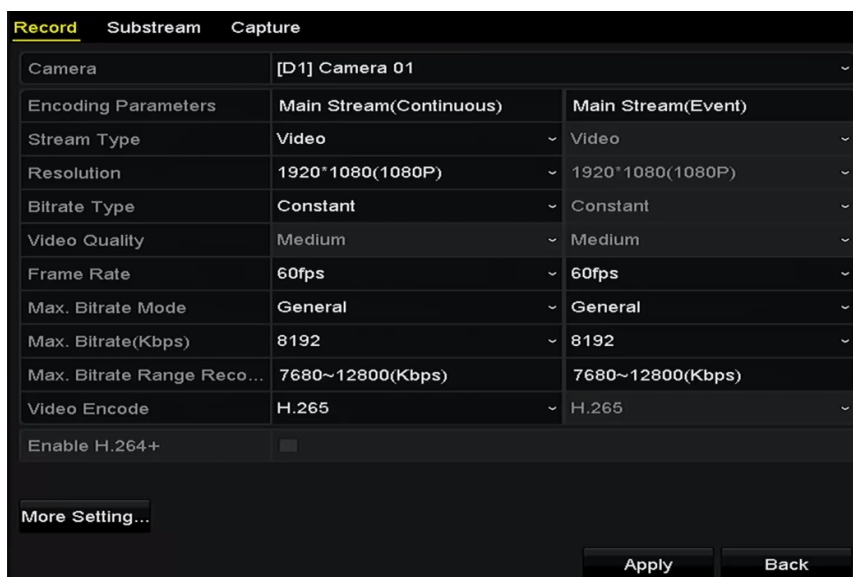 Record Substream Capture
Camera [D1] Camera 01
Encoding Parameters Main Stream(Continuous) Main Stream(Event)
Stream Type Video Video
Resolution 1920*1080(1080P) 1920*1080(1080P)
Bitrate Type Constant Constant
Video Quality Medium Medium
Frame Rate 60fps 60fps
Max. Bitrate Mode General General
Max. Bitrate(Kbps) 8192 8192
Max. Bitrate Range Reco... 7680~12800(Kbps) 7680~12800(Kbps)
Video Encode H.265 H.265
Enable H.264+
More Setting...
Apply Back